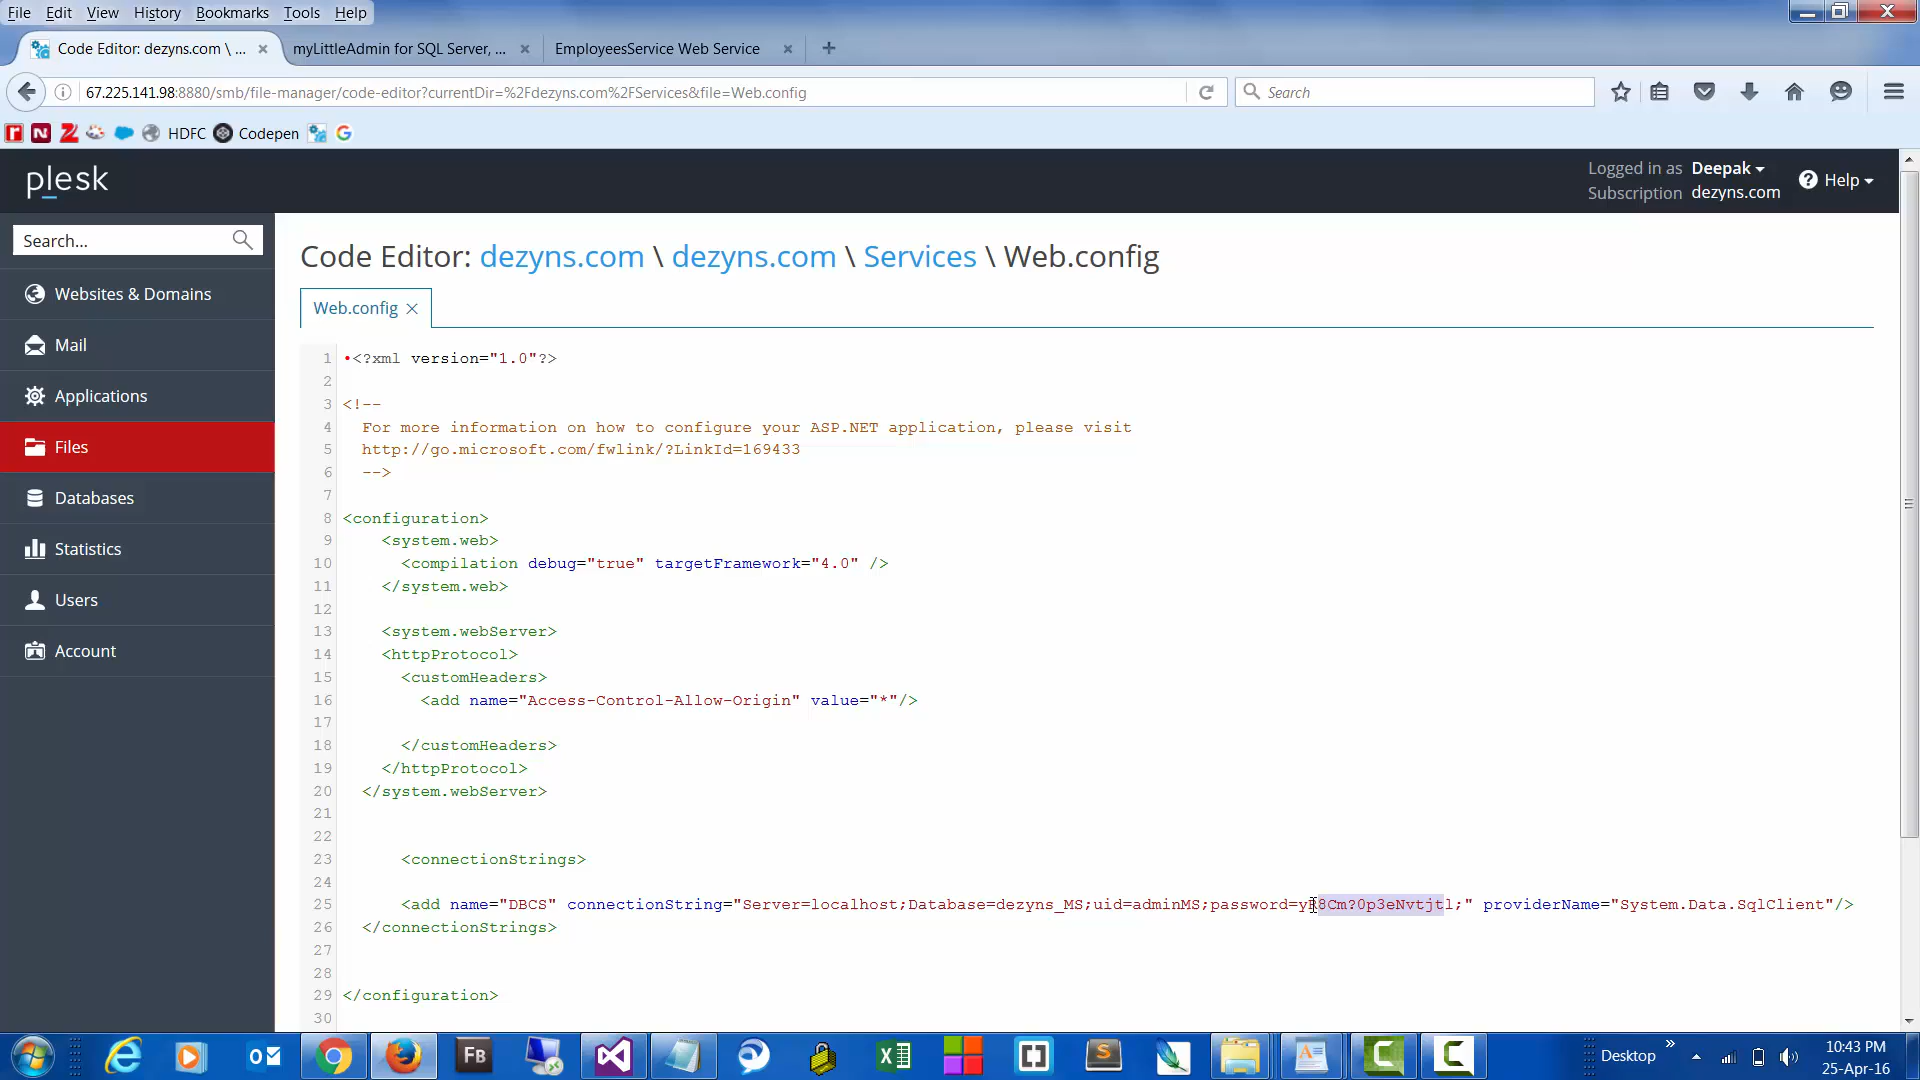 File Edit View History Bookmarks Tools Help
Code Editor: dezyns.com \ ... myLittleAdmin for SQL Server, ... EmployeesService Web Service
67.225.141.98:8880/smb/file-manager/code-editor?currentDir=%2Fdezyns.com%2FServices&file=Web.config Search
HDFC Codepen
plesk
Logged in as Deepak
Subscription dezyns.com
Help
Search...
Websites & Domains
Mail
Applications
Files
Databases
Statistics
Users
Account
Code Editor: dezyns.com \ dezyns.com \ Services \ Web.config
Web.config
1 <?xml version="1.0"?>
2
3 <!--
4 For more information on how to configure your ASP.NET application, please visit
5 http://go.microsoft.com/fwlink/?LinkId=169433
6 -->
7
8 <configuration>
9 <system.web>
10 <compilation debug="true" targetFramework="4.0" />
11 </system.web>
12
13 <system.webServer>
14 <httpProtocol>
15 <customHeaders>
16 <add name="Access-Control-Allow-Origin" value="*"/>
17
18 </customHeaders>
19 </httpProtocol>
20 </system.webServer>
21
22
23 <connectionStrings>
24
25 <add name="DBCS" connectionString="Server=localhost;Database=dezyns_MS;uid=adminMS; providerName="System.Data.SqlClient"/>
26 </connectionStrings>
27
28
29 </configuration>
30
FB
Desktop
10:43 PM
25-Apr-16